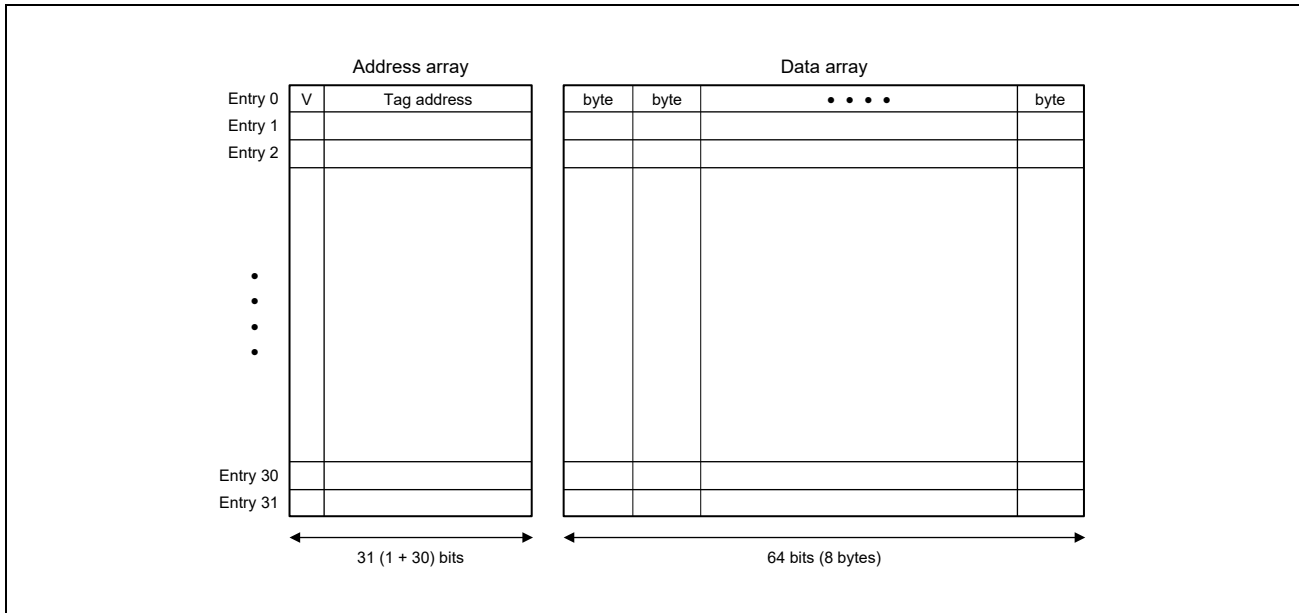 Address array
Data array
Entry 0 V Tag address byte byte • • • • byte
Entry 1
Entry 2
Entry 30
Entry 31
31 (1 + 30) bits
64 bits (8 bytes)